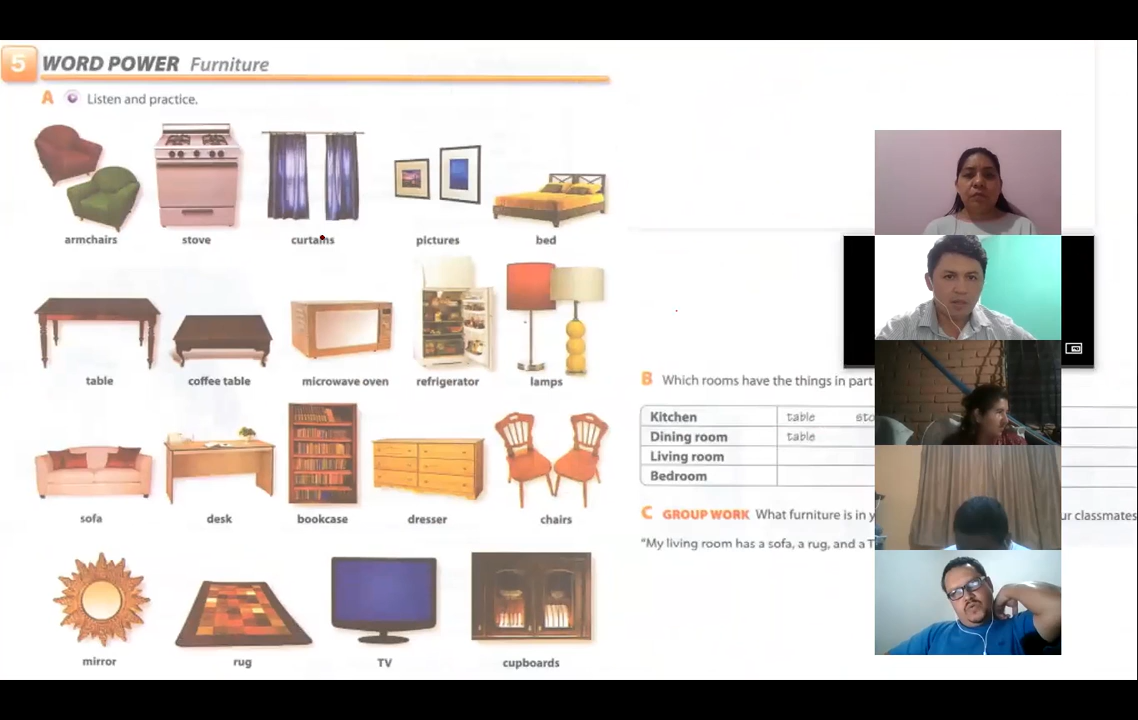 5 WORD POWER Furniture
A Listen and practice.
armchairs stove curtains pictures bed
table coffee table microwave oven refrigerator lamps
sofa desk bookcase dresser chairs
mirror rug TV cupboards
B Which rooms have the things in part
Kitchen table
Dining room table
Living room
Bedroom
C GROUP WORK What furniture is in ur classmates
"My living room has a sofa, a rug, and a